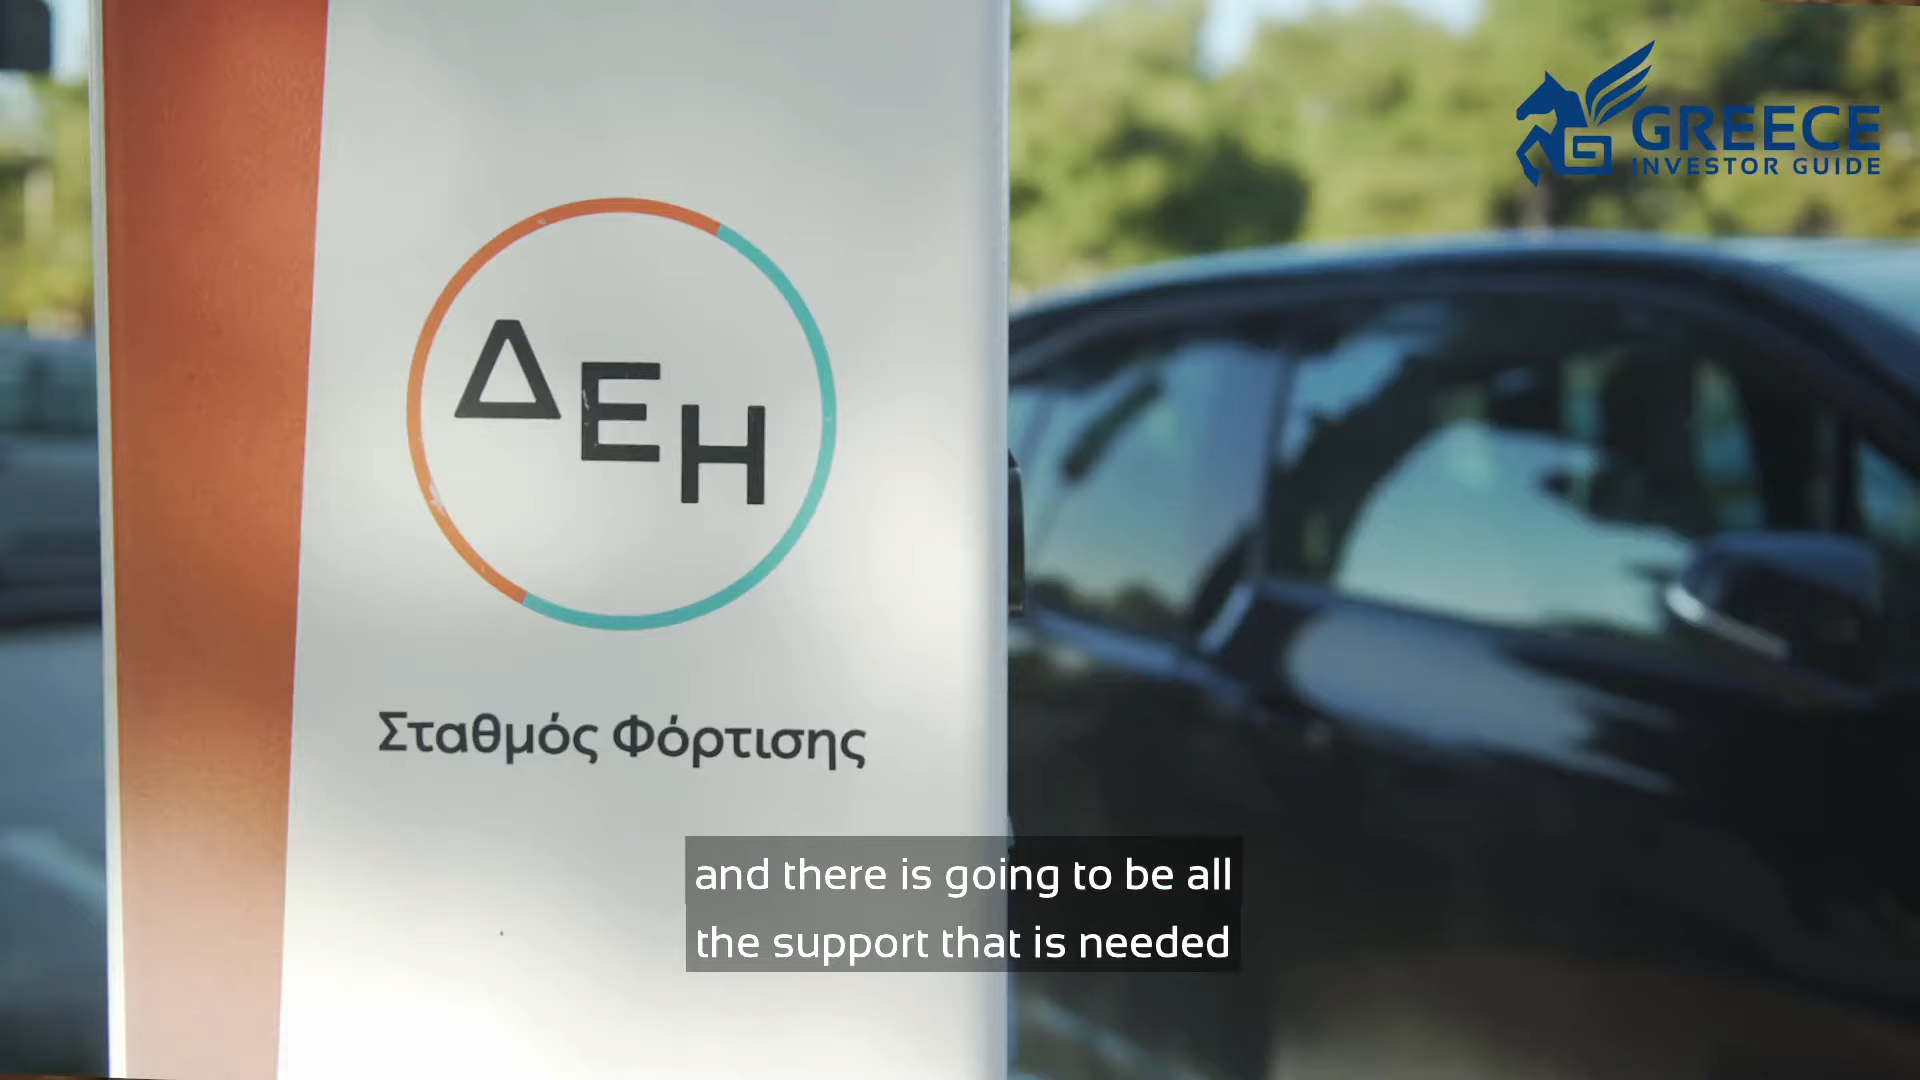 GREECE
INVESTOR GUIDE
ΔΕΗ
Σταθμός Φόρτισης
and there is going to be all
the support that is needed